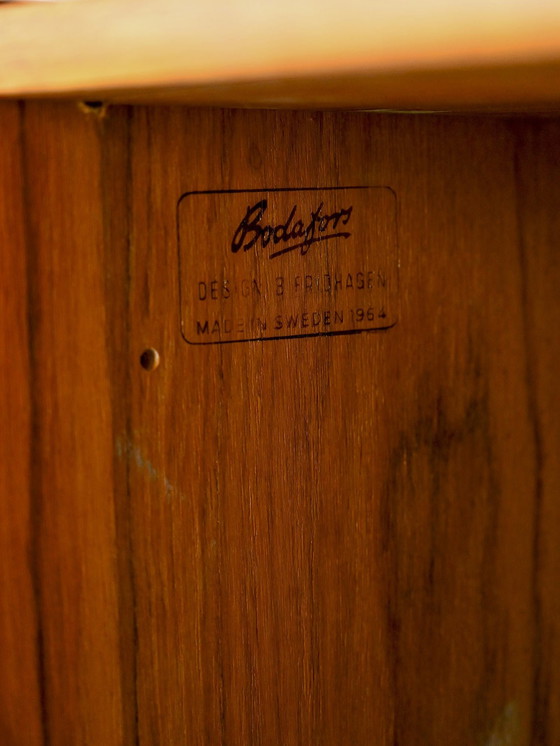 Bodafors
DESIGN B FRIDHAGEN
MADE IN SWEDEN 1964